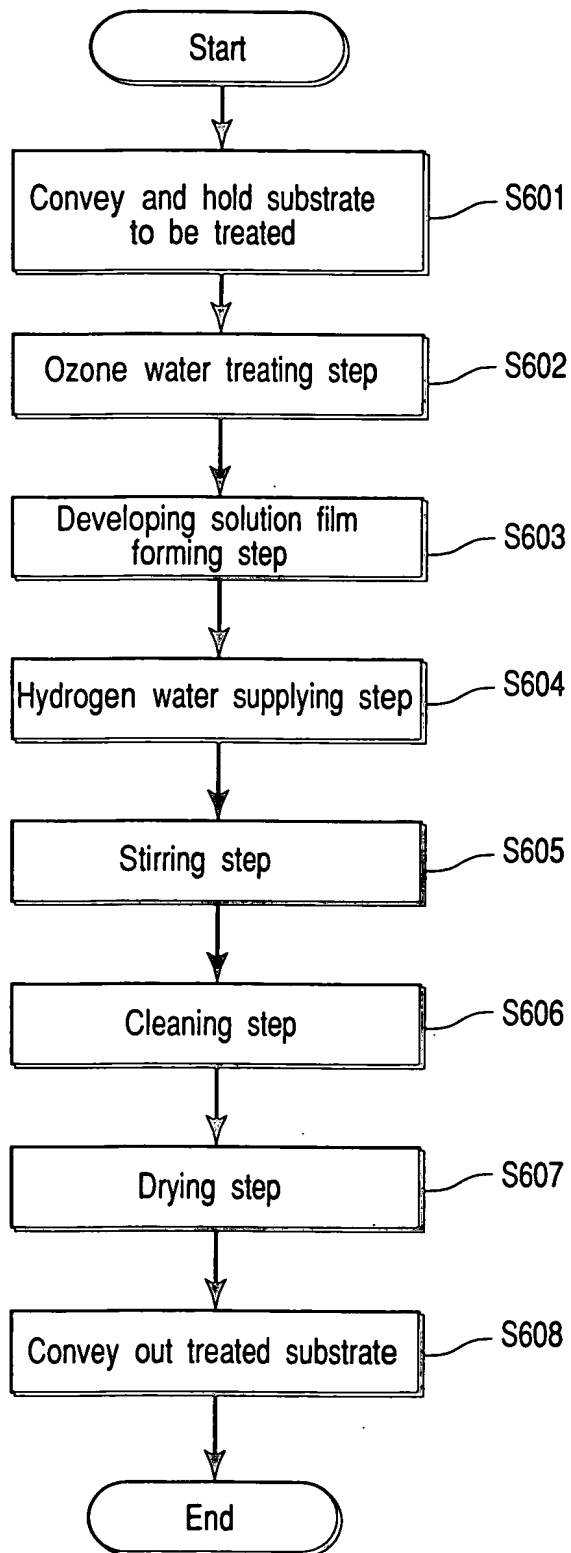 Start
Convey and hold substrate
to be treated
S601
Ozone water treating step
S602
Developing solution film
forming step
S603
Hydrogen water supplying step
S604
Stirring step
S605
Cleaning step
S606
Drying step
S607
Convey out treated substrate
S608
End